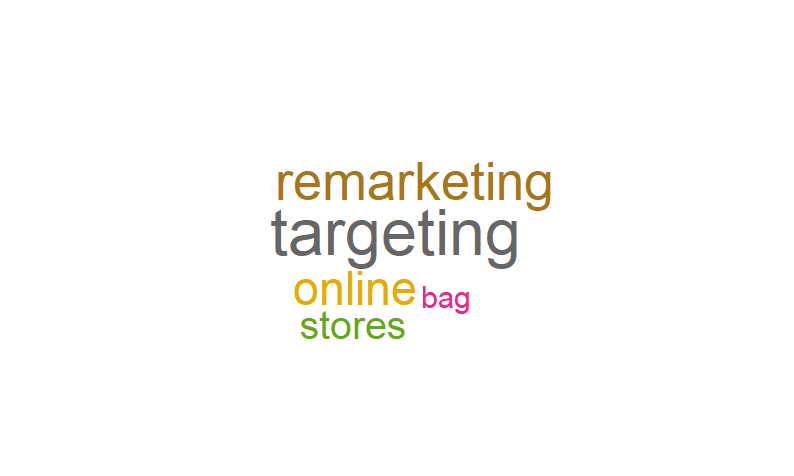 remarketing
targeting
online bag
stores